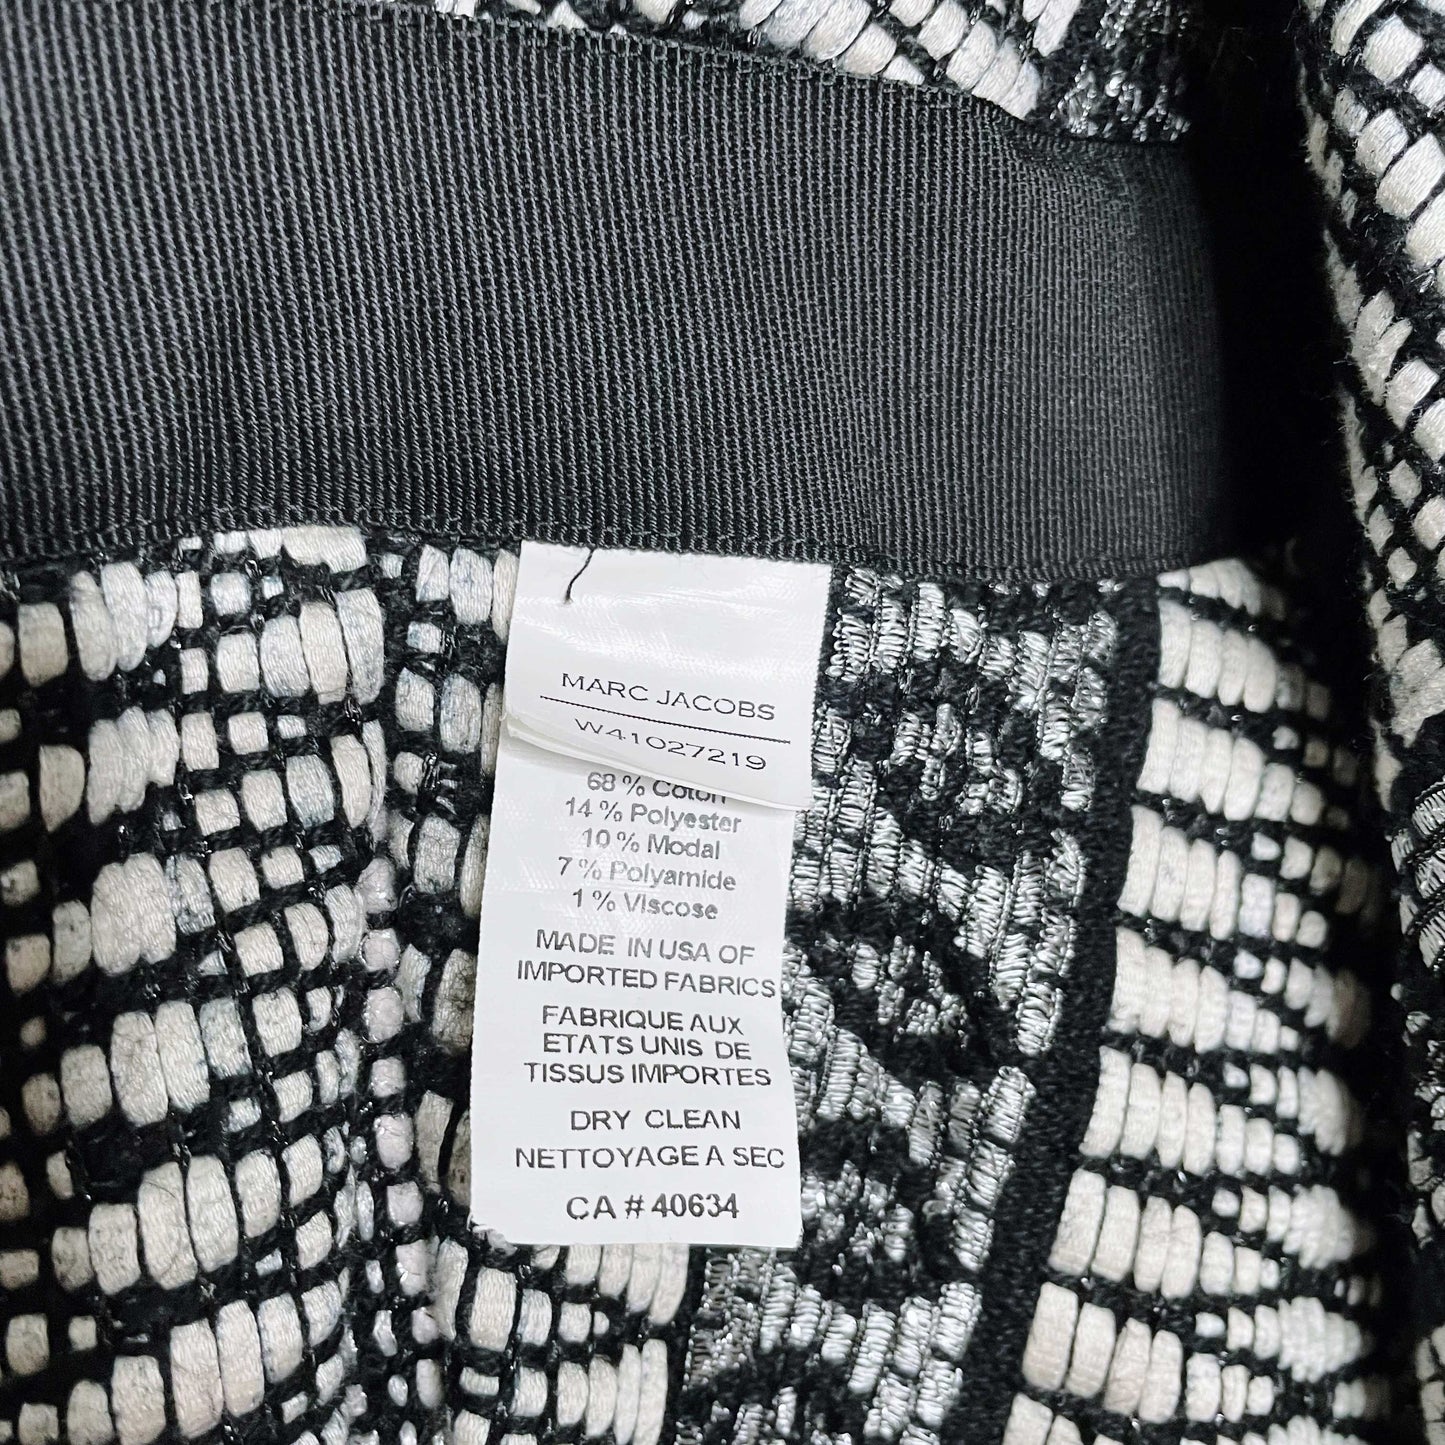 MARC JACOBS
W41027219
68 % Cotton
14 % Polyester
10 % Modal
7 % Polyamide
1 % Viscose
MADE IN USA OF
IMPORTED FABRICS
FABRIQUE AUX
ETATS UNIS DE
TISSUS IMPORTES
DRY CLEAN
NETTOYAGE A SEC
CA # 40634